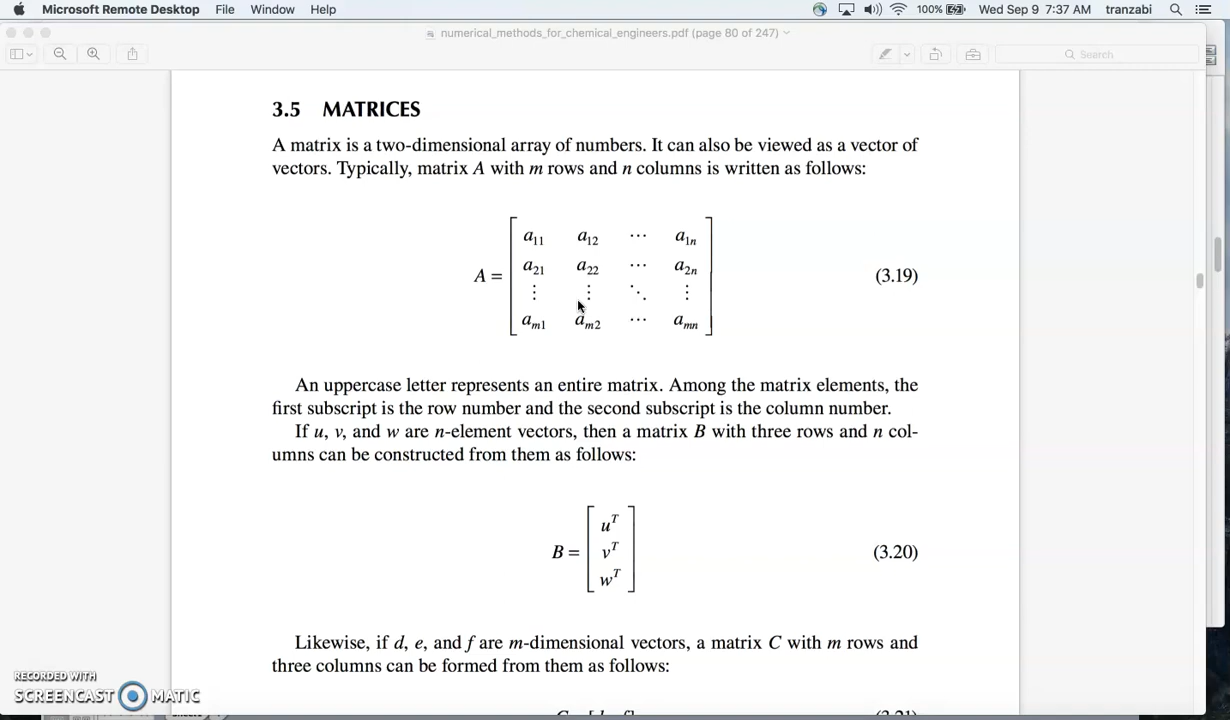 Microsoft Remote Desktop File Window Help 100% Wed Sep 9 7:37 AM tranzabi
numerical_methods_for_chemical_engineers.pdf (page 80 of 247)
Search
3.5 MATRICES
A matrix is a two-dimensional array of numbers. It can also be viewed as a vector of
vectors. Typically, matrix A with m rows and n columns is written as follows:
a11 a12 ⋯ a1n
A = a21 a22 ⋯ a2n (3.19)
⋮ ⋮ ⋱ ⋮
am1 am2 ⋯ amn
An uppercase letter represents an entire matrix. Among the matrix elements, the
first subscript is the row number and the second subscript is the column number.
If u, v, and w are n-element vectors, then a matrix B with three rows and n col-
umns can be constructed from them as follows:
u^T
B = v^T (3.20)
w^T
Likewise, if d, e, and f are m-dimensional vectors, a matrix C with m rows and
three columns can be formed from them as follows:
RECORDED WITH
SCREENCAST MATIC